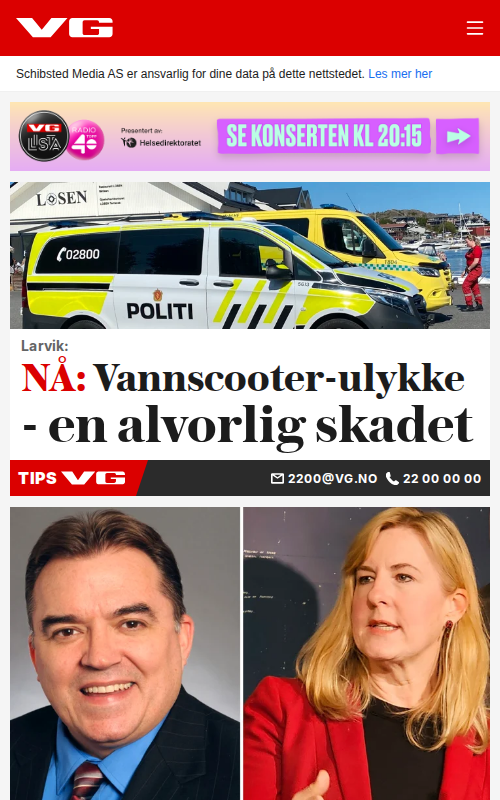 VG
Schibsted Media AS er ansvarlig for dine data på dette nettstedet. Les mer her
VG
LISTA
RADIO
TOPP
40
Presentert av:
Helsedirektoratet
SE KONSERTEN KL 20:15
LOSEN
02800
POLITI
Larvik:
NÅ: Vannscooter-ulykke
- en alvorlig skadet
TIPS VG
2200@VG.NO 22 00 00 00